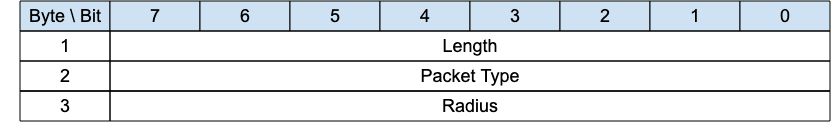 Byte \ Bit 7 6 5 4 3 2 1 0
1 Length
2 Packet Type
3 Radius